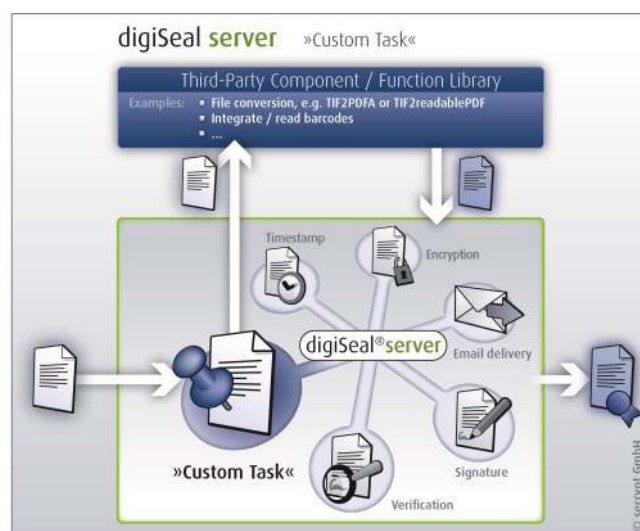 digiSeal server »Custom Task«
Third-Party Component / Function Library
Examples: ▪ File conversion, e.g. TIF2PDFA or TIF2readablePDF
▪ Integrate / read barcodes
▪ ...
Timestamp
Encryption
digiSeal®server
Email delivery
»Custom Task«
Signature
Verification
secrypt GmbH